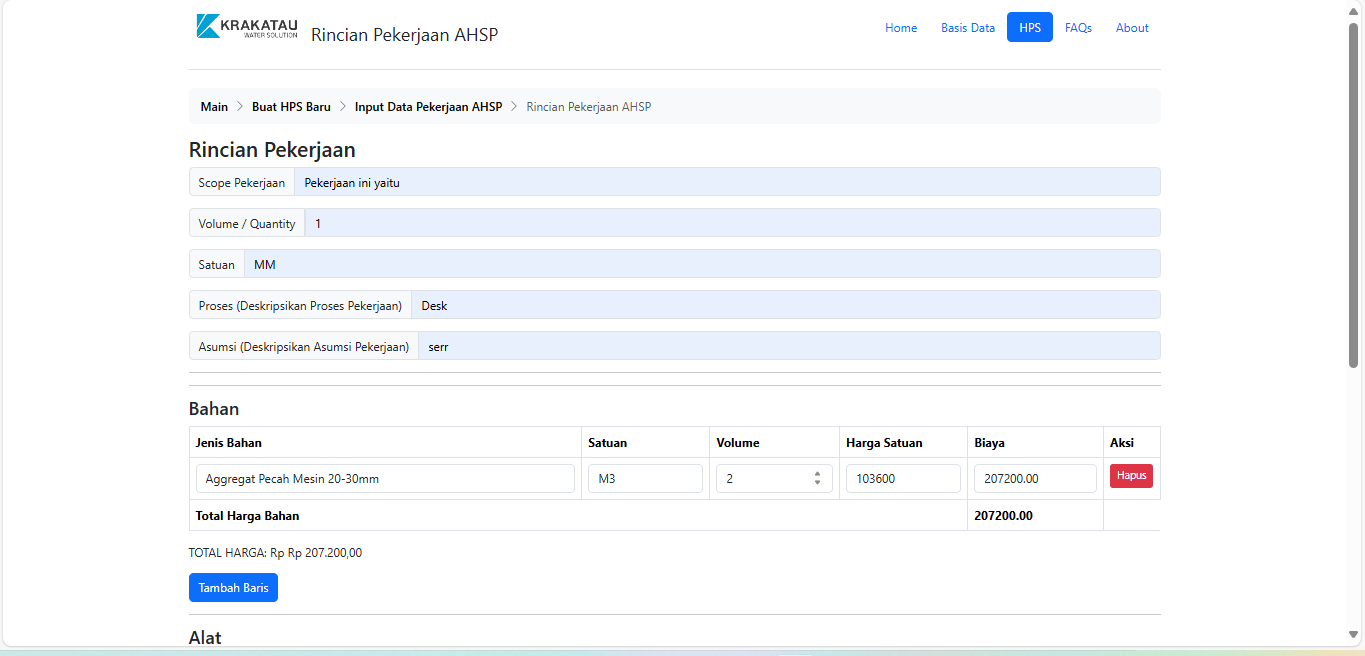 KRAKATAU
WATER SOLUTION
Rincian Pekerjaan AHSP
Home Basis Data HPS FAQs About
Main > Buat HPS Baru > Input Data Pekerjaan AHSP > Rincian Pekerjaan AHSP
Rincian Pekerjaan
Scope Pekerjaan Pekerjaan ini yaitu
Volume / Quantity 1
Satuan MM
Proses (Deskripsikan Proses Pekerjaan) Desk
Asumsi (Deskripsikan Asumsi Pekerjaan) serr
Bahan
Jenis Bahan Satuan Volume Harga Satuan Biaya Aksi
Aggregat Pecah Mesin 20-30mm M3 2 103600 207200.00 Hapus
Total Harga Bahan 207200.00
TOTAL HARGA: Rp Rp 207.200,00
Tambah Baris
Alat